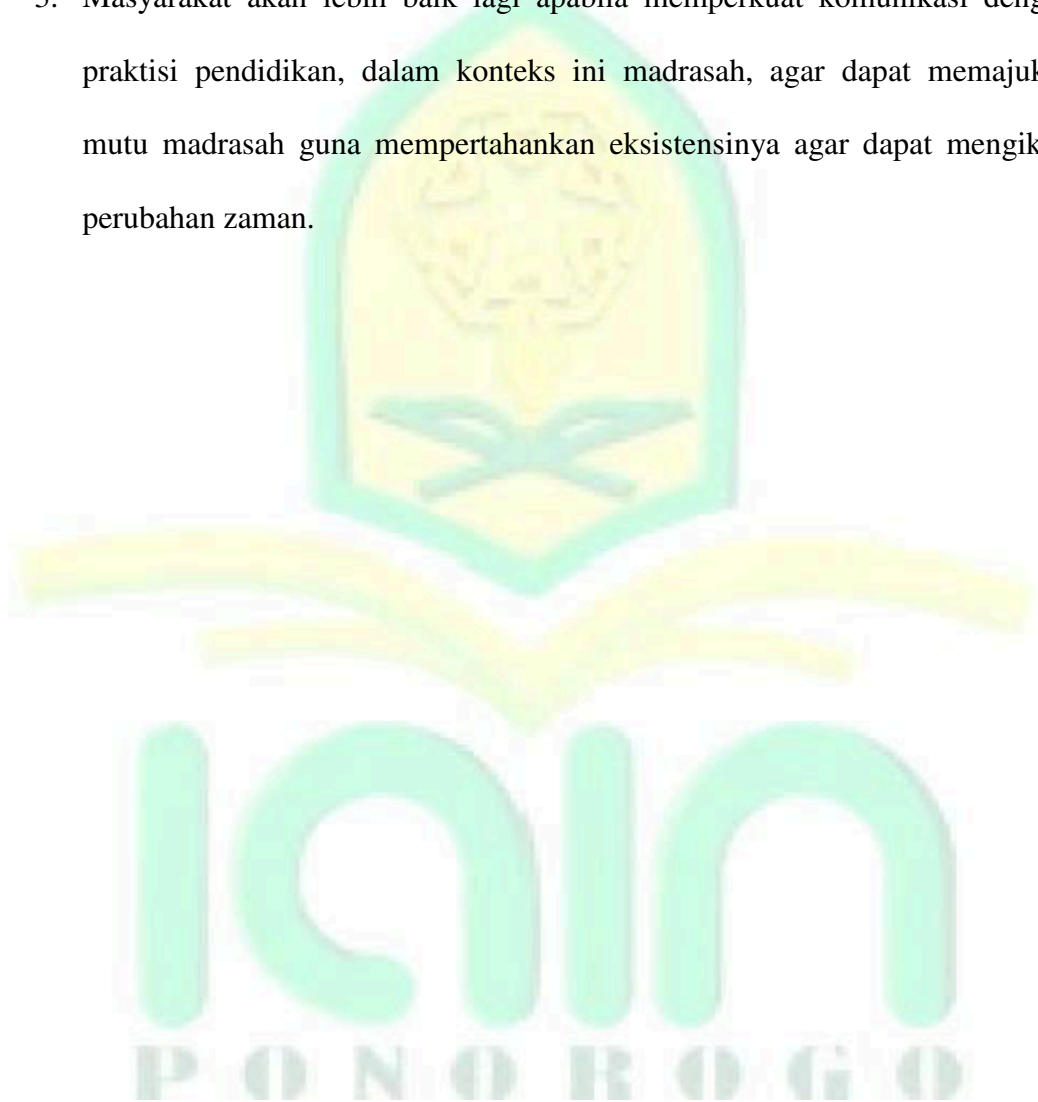 Masyarakat akan lebih baik lagi apabila memperkuat komunikasi deng
praktisi pendidikan, dalam konteks ini madrasah, agar dapat memajuk
mutu madrasah guna mempertahankan eksistensinya agar dapat mengik
perubahan zaman.
iain
PONOROGO